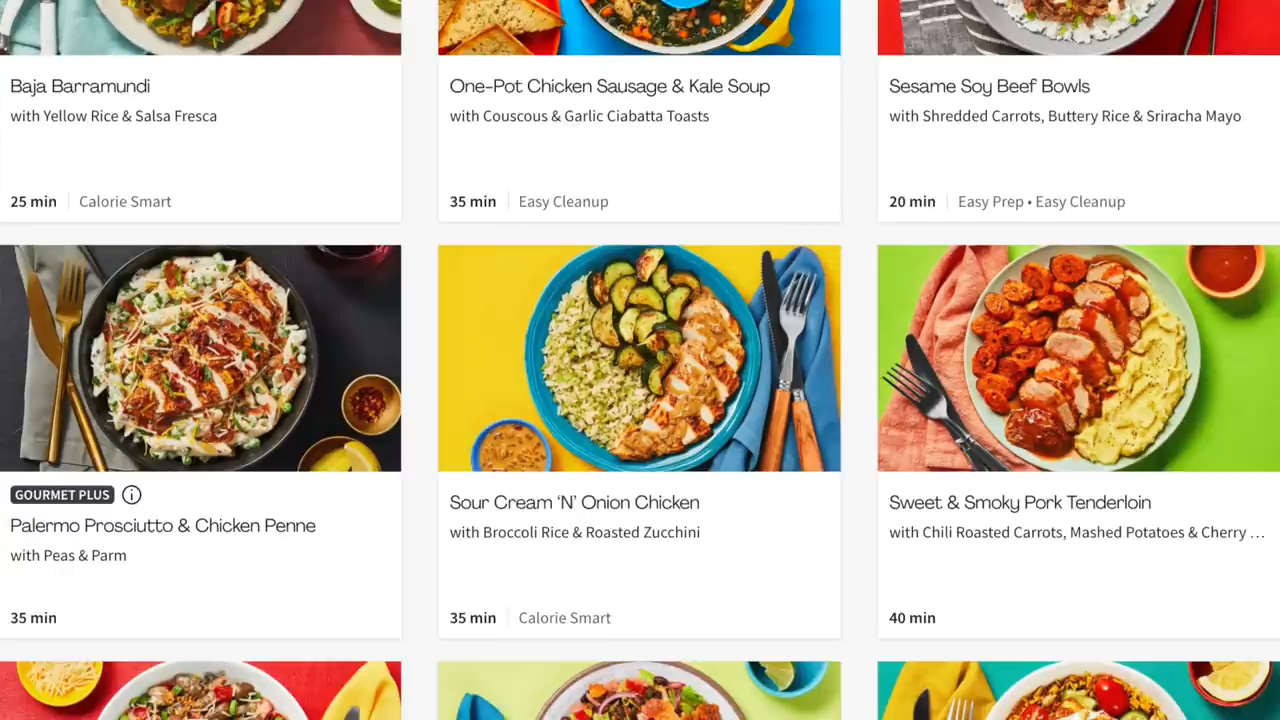 Baja Barramundi
with Yellow Rice & Salsa Fresca
25 min
Calorie Smart
One-Pot Chicken Sausage & Kale Soup
with Couscous & Garlic Ciabatta Toasts
35 min
Easy Cleanup
Sesame Soy Beef Bowls
with Shredded Carrots, Buttery Rice & Sriracha Mayo
20 min
Easy Prep • Easy Cleanup
GOURMET PLUS i
Palermo Prosciutto & Chicken Penne
with Peas & Parm
35 min
Sour Cream ‘N’ Onion Chicken
with Broccoli Rice & Roasted Zucchini
35 min
Calorie Smart
Sweet & Smoky Pork Tenderloin
with Chili Roasted Carrots, Mashed Potatoes & Cherry …
40 min